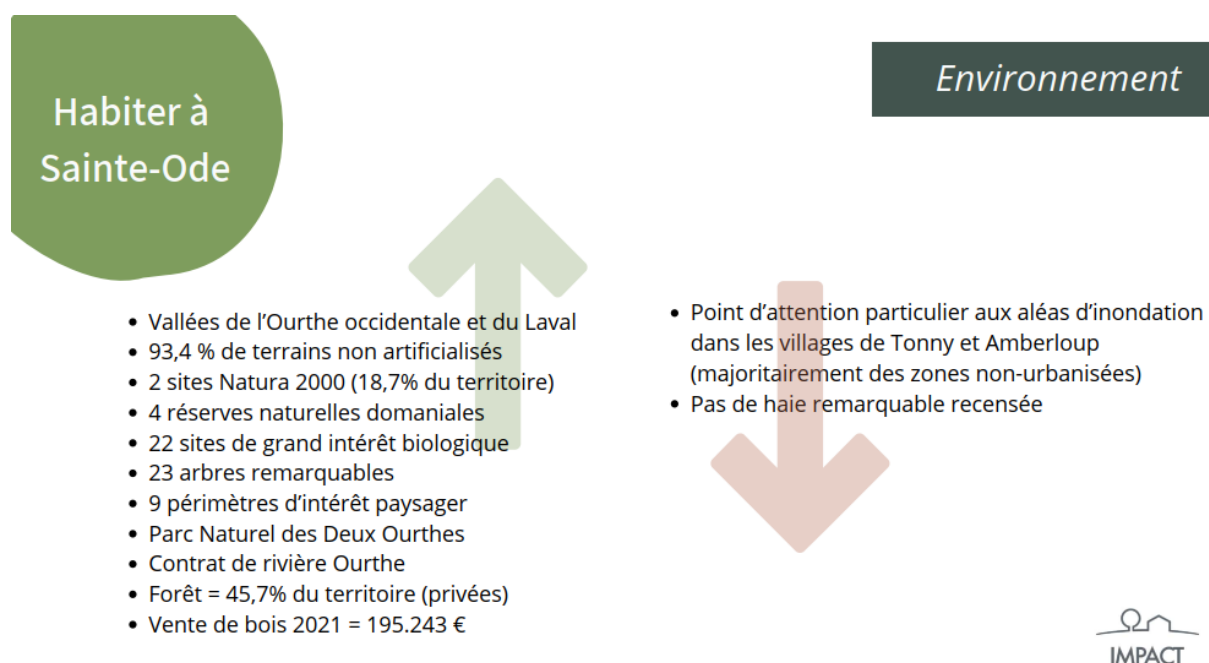 Habiter à
Sainte-Ode
Environnement
• Vallées de l'Ourthe occidentale et du Laval
• 93,4 % de terrains non artificialisés
• 2 sites Natura 2000 (18,7% du territoire)
• 4 réserves naturelles domaniales
• 22 sites de grand intérêt biologique
• 23 arbres remarquables
• 9 périmètres d'intérêt paysager
• Parc Naturel des Deux Ourthes
• Contrat de rivière Ourthe
• Forêt = 45,7% du territoire (privées)
• Vente de bois 2021 = 195.243 €
• Point d'attention particulier aux aléas d'inondation
dans les villages de Tonny et Amberloup
(majoritairement des zones non-urbanisées)
• Pas de haie remarquable recensée
IMPACT